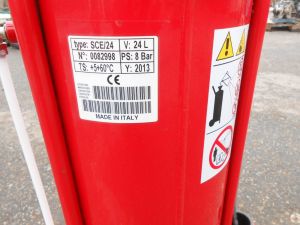 type: SCE/24 V: 24 L
N°: 0082998 PS: 8 Bar
TS: +5+60°C Y: 2013
CE
MADE IN ITALY